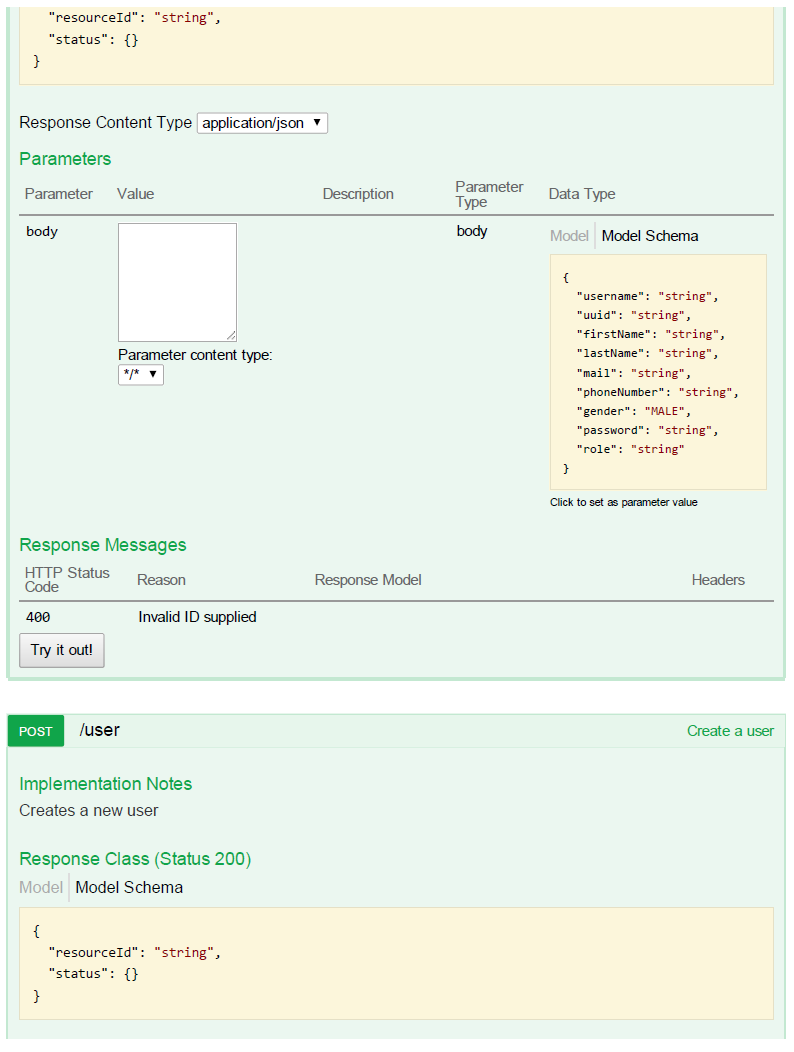 "resourceId": "string",
"status": {}
}
Response Content Type application/json
Parameters
Parameter Value Description Parameter Type Data Type
body body Model Model Schema
{
"username": "string",
"uuid": "string",
"firstName": "string",
"lastName": "string",
"mail": "string",
"phoneNumber": "string",
"gender": "MALE",
"password": "string",
"role": "string"
}
Parameter content type:
*/*
Click to set as parameter value
Response Messages
HTTP Status Code Reason Response Model Headers
400 Invalid ID supplied
Try it out!
POST /user Create a user
Implementation Notes
Creates a new user
Response Class (Status 200)
Model Model Schema
{
"resourceId": "string",
"status": {}
}